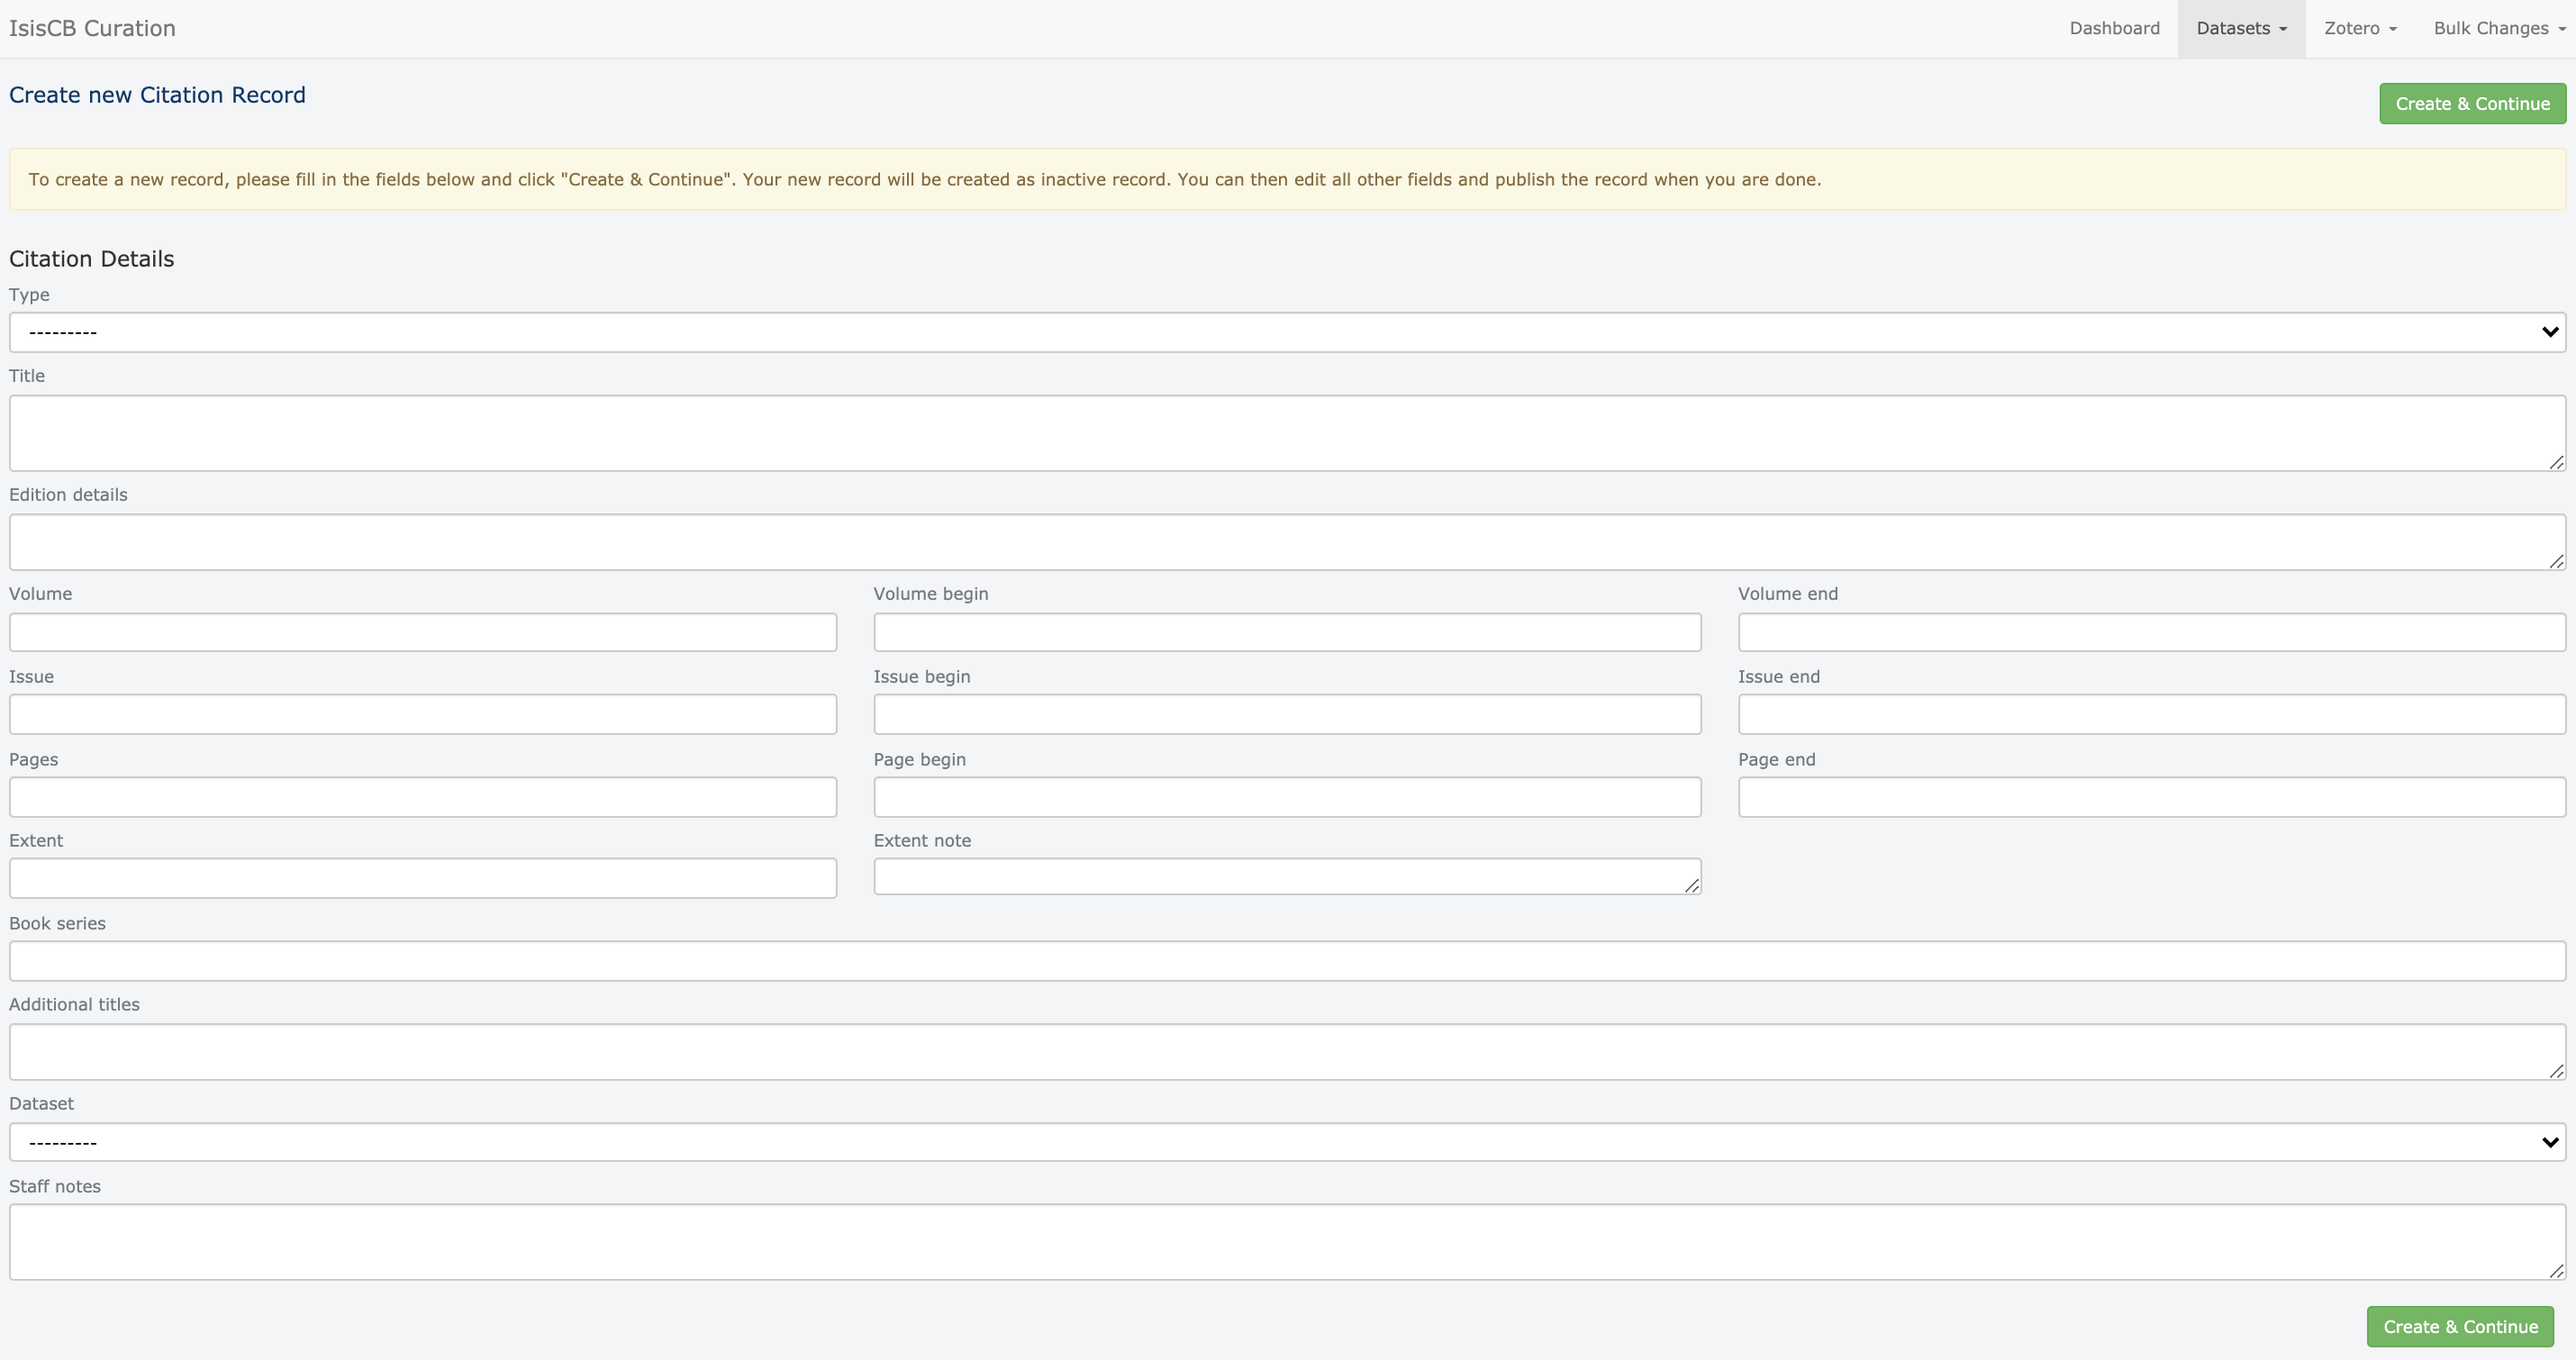 IsisCB Curation
Dashboard Datasets Zotero Bulk Changes
Create new Citation Record
Create & Continue
To create a new record, please fill in the fields below and click "Create & Continue". Your new record will be created as inactive record. You can then edit all other fields and publish the record when you are done.
Citation Details
Type
---------
Title
Edition details
Volume Volume begin Volume end
Issue Issue begin Issue end
Pages Page begin Page end
Extent Extent note
Book series
Additional titles
Dataset
---------
Staff notes
Create & Continue